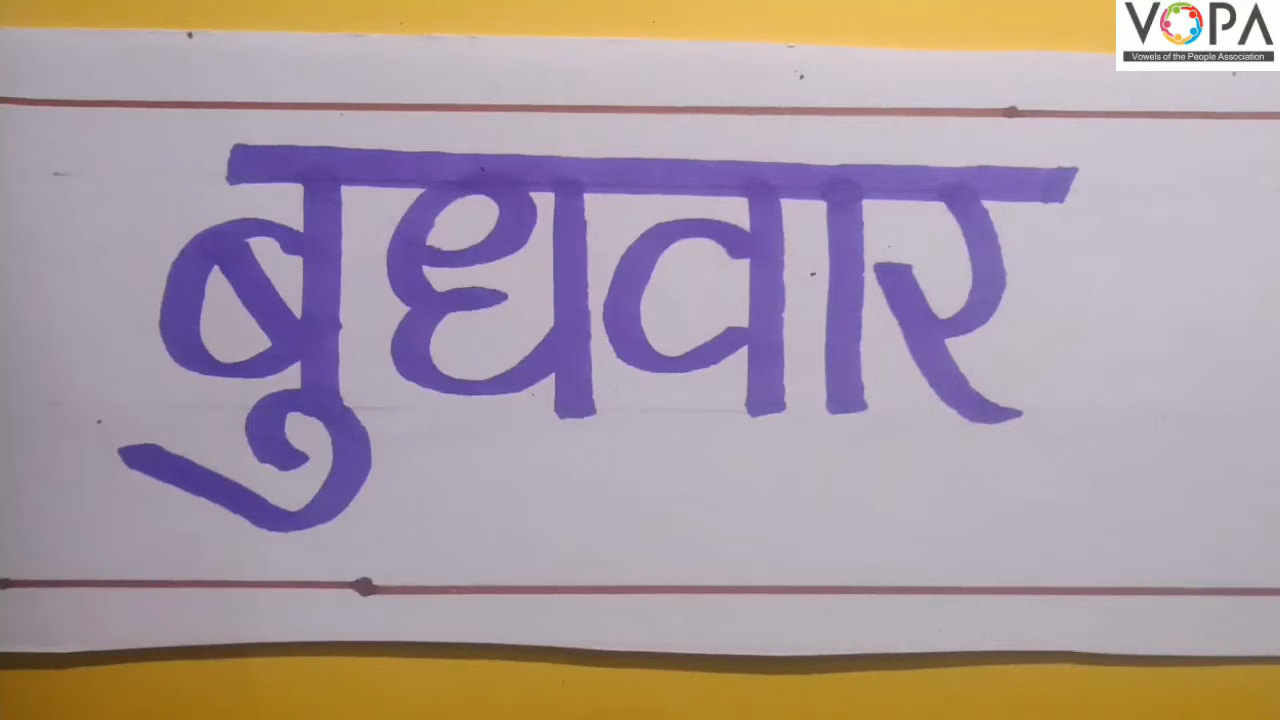 VOPA
Vowels of the People Association
बुधवार